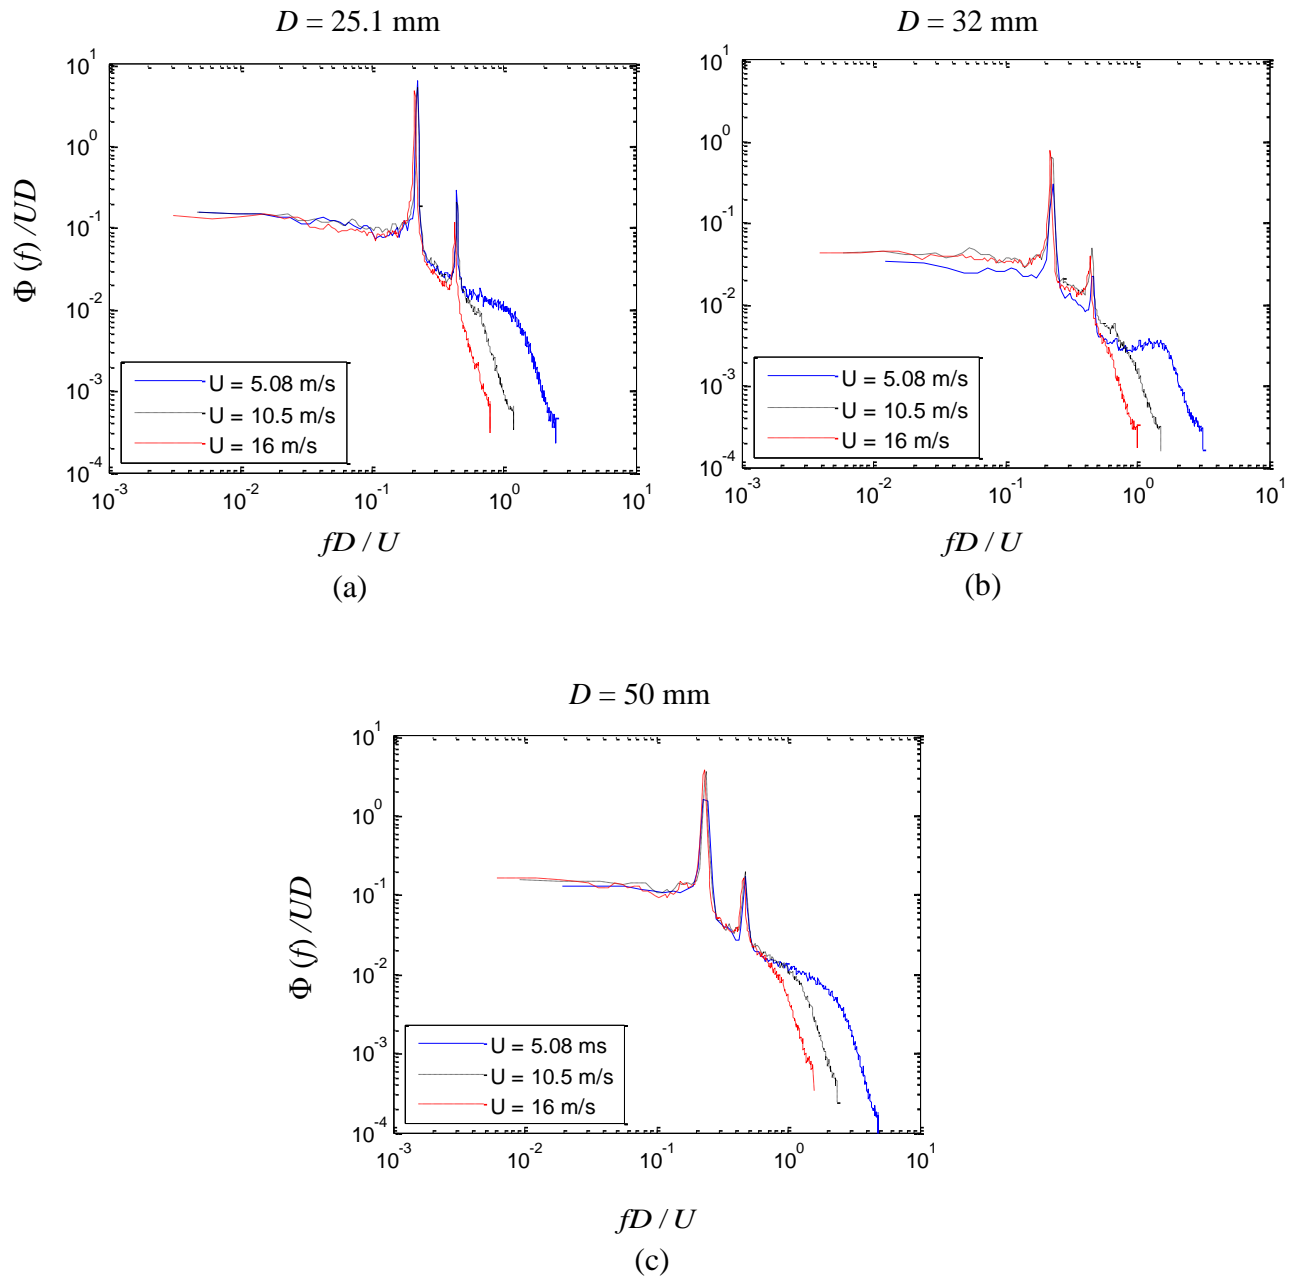 D = 25.1 mm
10^1
10^0
10^-1
10^-2
10^-3
10^-4
Φ (f) /UD
U = 5.08 m/s
U = 10.5 m/s
U = 16 m/s
10^-3 10^-2 10^-1 10^0 10^1
fD / U
(a)
D = 32 mm
10^1
10^0
10^-1
10^-2
10^-3
10^-4
U = 5.08 m/s
U = 10.5 m/s
U = 16 m/s
10^-3 10^-2 10^-1 10^0 10^1
fD / U
(b)
D = 50 mm
10^1
10^0
10^-1
10^-2
10^-3
10^-4
Φ (f) /UD
U = 5.08 ms
U = 10.5 m/s
U = 16 m/s
10^-3 10^-2 10^-1 10^0 10^1
fD / U
(c)